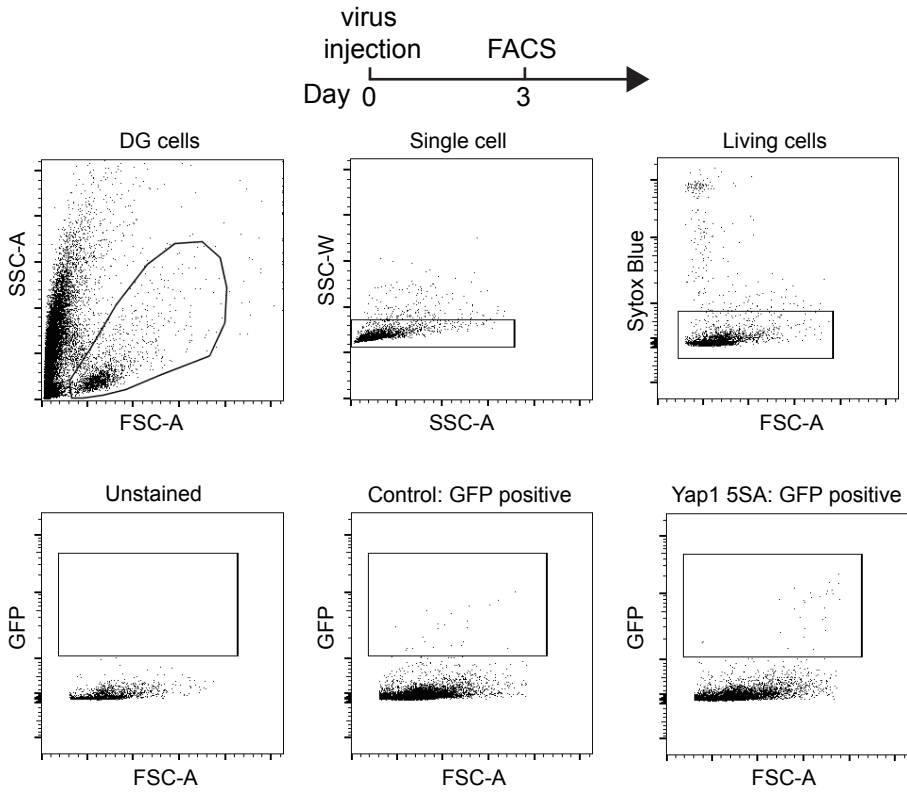 virus
injection
FACS
Day 0
3
DG cells
Single cell
Living cells
SSC-A
SSC-W
Sytox Blue
FSC-A
SSC-A
FSC-A
Unstained
Control: GFP positive
Yap1 5SA: GFP positive
GFP
GFP
GFP
FSC-A
FSC-A
FSC-A